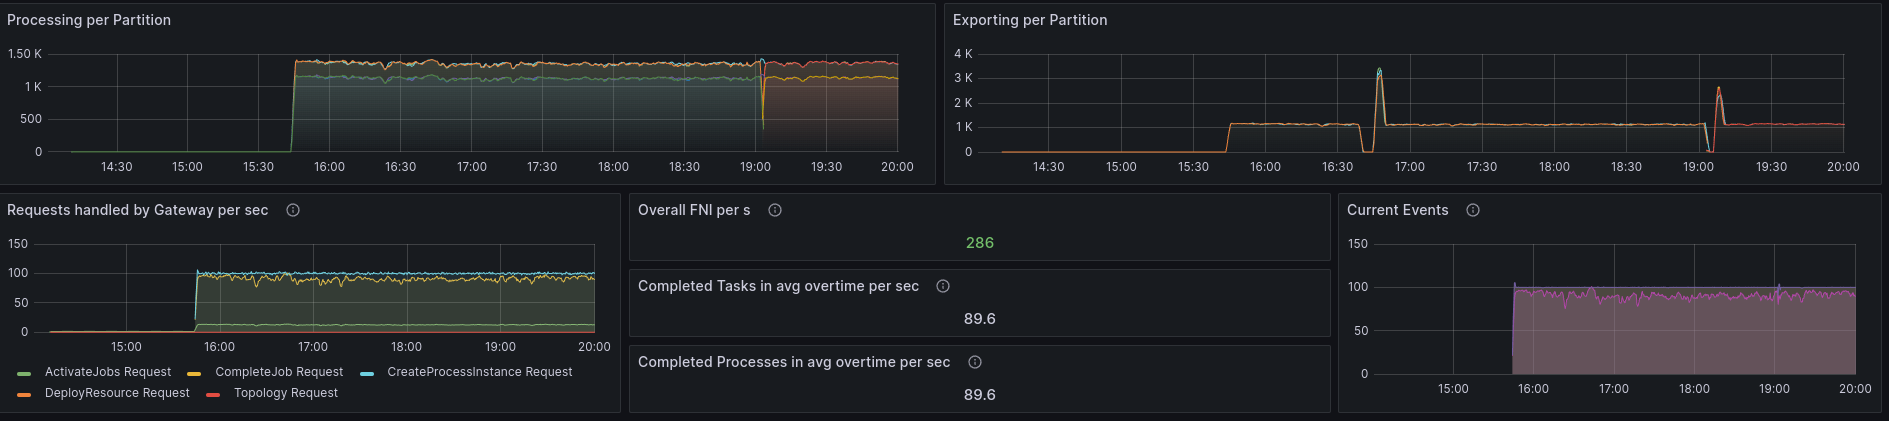 Processing per Partition
1.50 K
1 K
500
0
14:30 15:00 15:30 16:00 16:30 17:00 17:30 18:00 18:30 19:00 19:30 20:00
Exporting per Partition
4 K
3 K
2 K
1 K
0
14:30 15:00 15:30 16:00 16:30 17:00 17:30 18:00 18:30 19:00 19:30 20:00
Requests handled by Gateway per sec
150
100
50
0
15:00 16:00 17:00 18:00 19:00 20:00
ActivateJobs Request CompleteJob Request CreateProcessInstance Request
DeployResource Request Topology Request
Overall FNI per s
286
Completed Tasks in avg overtime per sec
89.6
Completed Processes in avg overtime per sec
89.6
Current Events
150
100
50
0
15:00 16:00 17:00 18:00 19:00 20:00